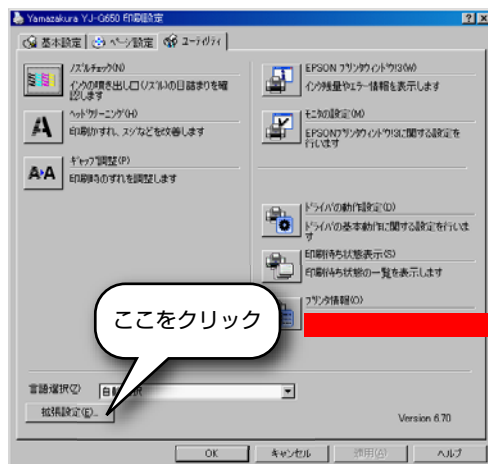 Yamazakura YJ-G650 印刷設定
基本設定
ページ設定
ユーティリティ
ノズルチェック(N)
インクの噴き出し口(ノズル)の目詰まりを確
認します
ヘッドクリーニング(H)
印刷かすれ、スジなどを改善します
ギャップ調整(P)
印刷時のずれを調整します
EPSON プリンタウィンドウ!3(W)
インク残量やエラー情報を表示します
モニタの設定(M)
EPSONプリンタウィンドウ!3に関する設定を
行います
ドライバの動作設定(D)
ドライバの基本動作に関する設定を行いま
す
印刷待ち状態表示(S)
印刷待ち状態の一覧を表示します
プリンタ情報(O)
ここをクリック
言語選択(Z)
拡張設定(E)...
Version 6.70
OK
キャンセル
適用(A)
ヘルプ